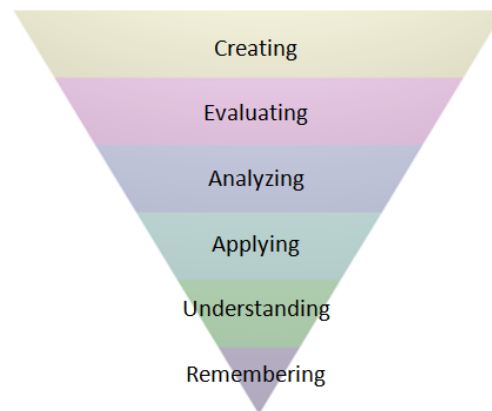 Creating
Evaluating
Analyzing
Applying
Understanding
Remembering